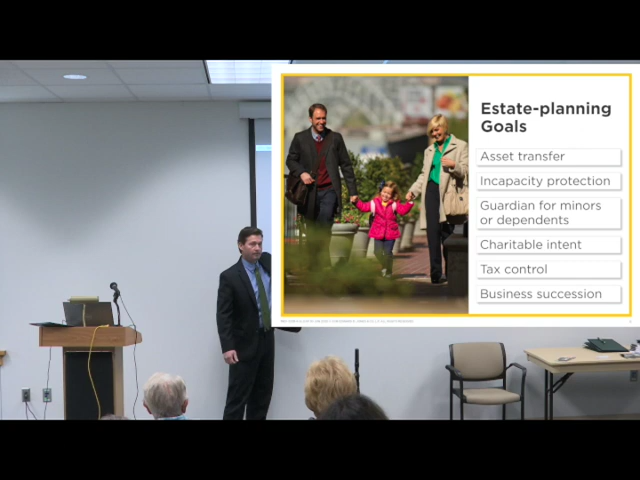 Estate-planning
Goals
Asset transfer
Incapacity protection
Guardian for minors
or dependents
Charitable intent
Tax control
Business succession